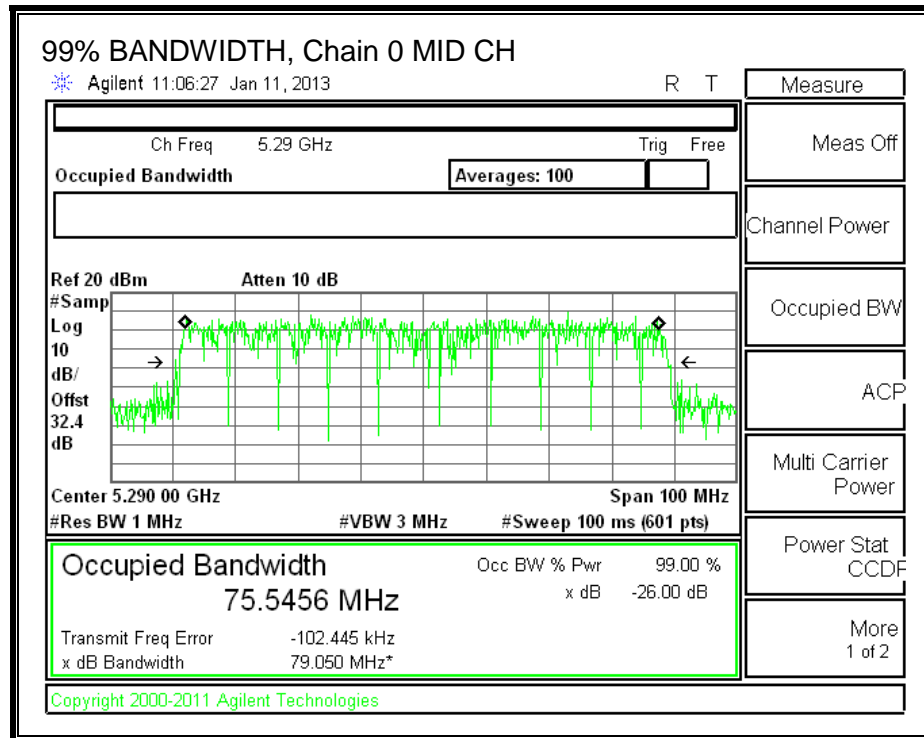 99% BANDWIDTH, Chain 0 MID CH
Agilent 11:06:27 Jan 11, 2013 R T
Measure
Ch Freq 5.29 GHz Trig Free
Occupied Bandwidth Averages: 100
Meas Off
Channel Power
Occupied BW
ACP
Multi Carrier
Power
Power Stat
CCDF
More
1 of 2
Ref 20 dBm Atten 10 dB
#Samp
Log
10
dB/
Offst
32.4
dB
Center 5.290 00 GHz Span 100 MHz
#Res BW 1 MHz #VBW 3 MHz #Sweep 100 ms (601 pts)
Occupied Bandwidth Occ BW % Pwr 99.00 %
75.5456 MHz x dB -26.00 dB
Transmit Freq Error -102.445 kHz
x dB Bandwidth 79.050 MHz*
Copyright 2000-2011 Agilent Technologies